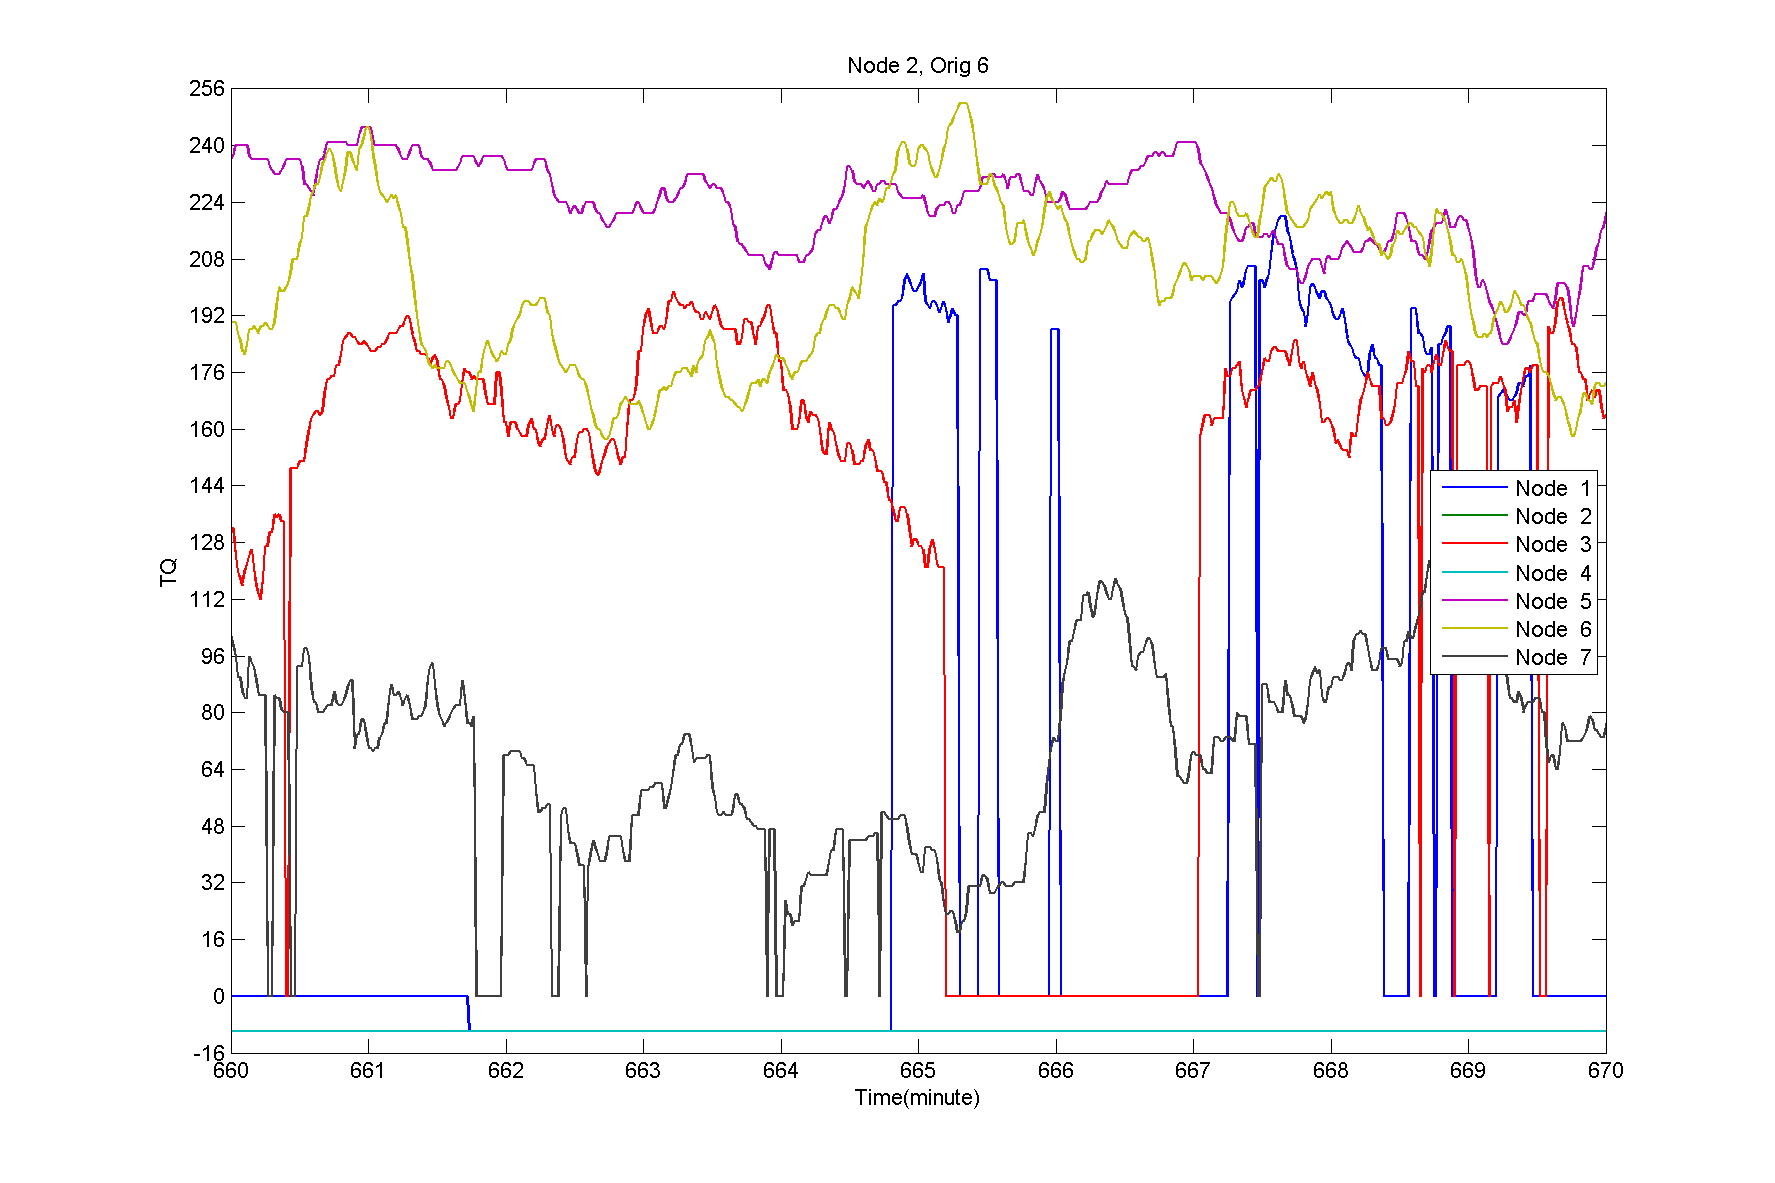 Node 2, Orig 6
256
240
224
208
192
176
160
144
128
112
96
80
64
48
32
16
0
-16
TQ
Node 1
Node 2
Node 3
Node 4
Node 5
Node 6
Node 7
660 661 662 663 664 665 666 667 668 669 670
Time(minute)